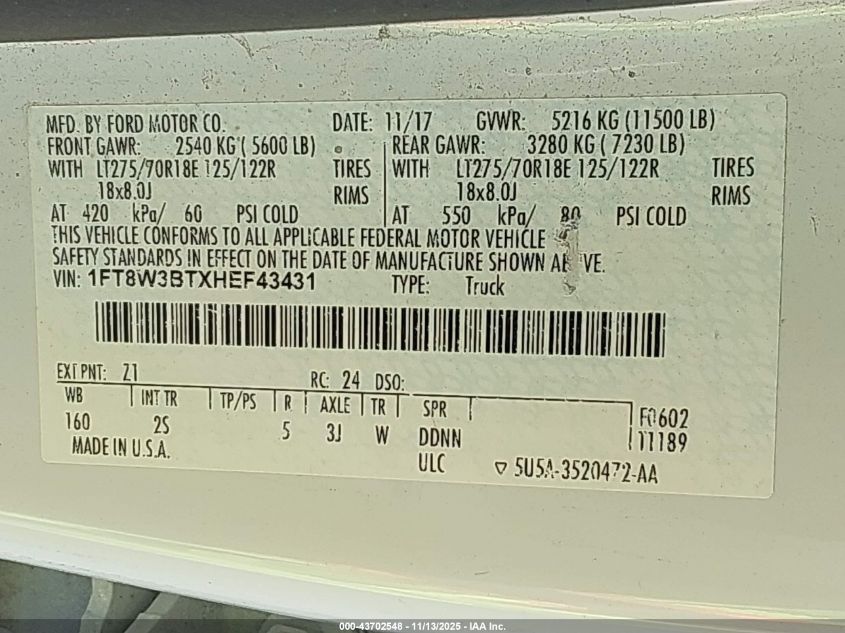 MFD. BY FORD MOTOR CO. DATE: 11/17 GVWR: 5216 KG (11500 LB)
FRONT GAWR: 2540 KG ( 5600 LB) REAR GAWR: 3280 KG ( 7230 LB)
WITH LT275/70R18E 125/122R TIRES WITH LT275/70R18E 125/122R TIRES
18x8.0J RIMS 18x8.0J RIMS
AT 420 kPa/ 60 PSI COLD AT 550 kPa/ 80 PSI COLD
THIS VEHICLE CONFORMS TO ALL APPLICABLE FEDERAL MOTOR VEHICLE
SAFETY STANDARDS IN EFFECT ON THE DATE OF MANUFACTURE SHOWN
VIN: 1FT8W3BTXHEF43431 TYPE: Truck
EXT PNT: Z1 RC: 24 DSO:
WB INT TR TP/PS R AXLE TR SPR
160 2S 5 3J W DDNN
F0602
11189
MADE IN U.S.A. ULC 5U5A-3520472-AA
000-43702548 - 11/13/2025 - IAA Inc.